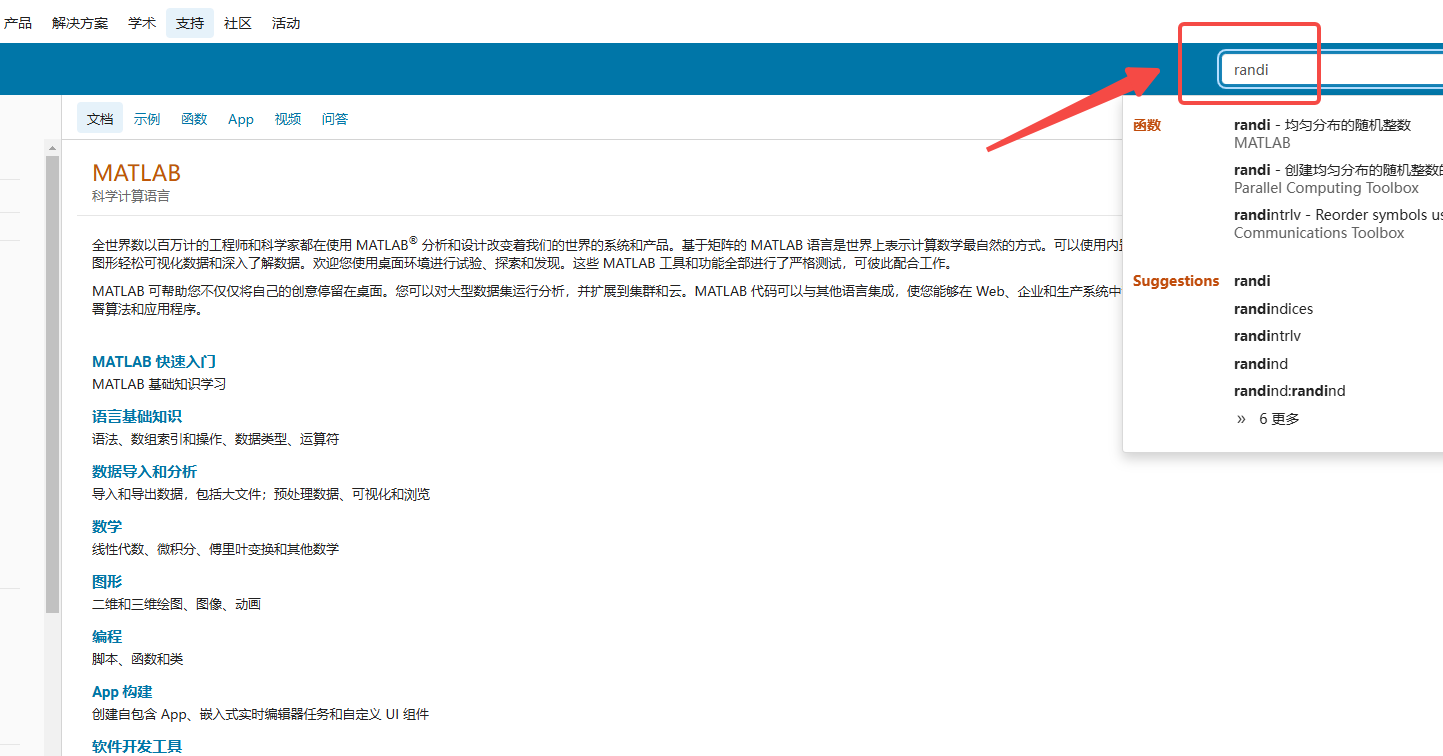 产品 解决方案 学术 支持 社区 活动
randi
文档 示例 函数 App 视频 问答
MATLAB
科学计算语言
全世界数以百万计的工程师和科学家都在使用 MATLAB® 分析和设计改变着我们的世界的系统和产品。基于矩阵的 MATLAB 语言是世界上表示计算数学最自然的方式。可以使用内
图形轻松可视化数据和深入了解数据。欢迎您使用桌面环境进行试验、探索和发现。这些 MATLAB 工具和功能全部进行了严格测试，可彼此配合工作。
MATLAB 可帮助您不仅仅将自己的创意停留在桌面。您可以对大型数据集运行分析，并扩展到集群和云。MATLAB 代码可以与其他语言集成，使您能够在 Web、企业和生产系统中
署算法和应用程序。
MATLAB 快速入门
MATLAB 基础知识学习
语言基础知识
语法、数组索引和操作、数据类型、运算符
数据导入和分析
导入和导出数据，包括大文件；预处理数据、可视化和浏览
数学
线性代数、微积分、傅里叶变换和其他数学
图形
二维和三维绘图、图像、动画
编程
脚本、函数和类
App 构建
创建自包含 App、嵌入式实时编辑器任务和自定义 UI 组件
软件开发工具
函数
randi - 均匀分布的随机整数
MATLAB
randi - 创建均匀分布的随机整数的
Parallel Computing Toolbox
randintrlv - Reorder symbols us
Communications Toolbox
Suggestions
randi
randindices
randintrlv
randind
randind:randind
» 6 更多